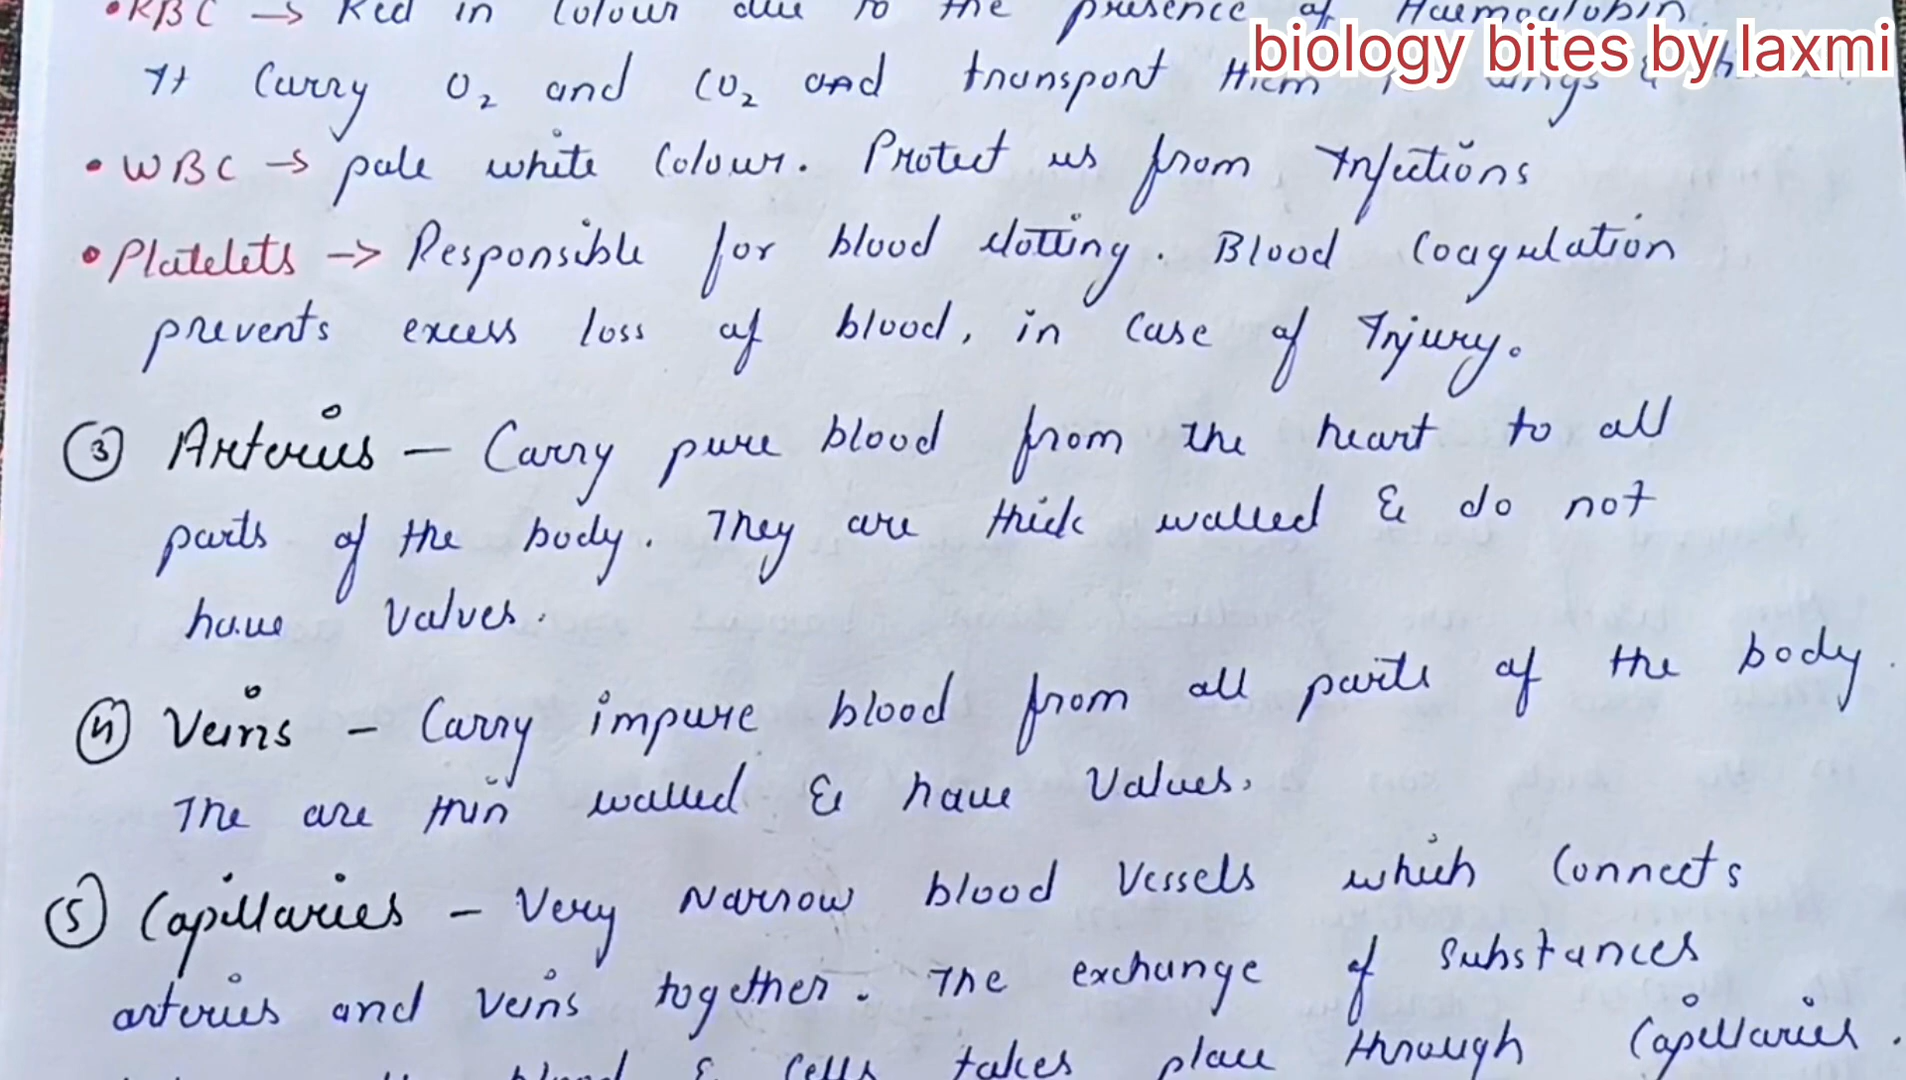 • RBC → Red in Colour due to the presence of Haemoglobin.
biology bites by laxmi
It Carry O₂ and CO₂ and transport them
• WBC → pale white Colour. Protect us from Infections
• Platelets → Responsible for blood clotting. Blood Coagulation
prevents excess loss of blood, in Case of Injury.
③ Arteries – Carry pure blood from the heart to all
parts of the body. They are thick walled & do not
have Valves.
④ Veins – Carry impure blood from all parts of the body.
The are thin walled & have Valves.
⑤ Capillaries – Very Narrow blood Vessels which Connects
arteries and Veins together. The exchange of Substances
blood & Cells takes place through Capillaries.